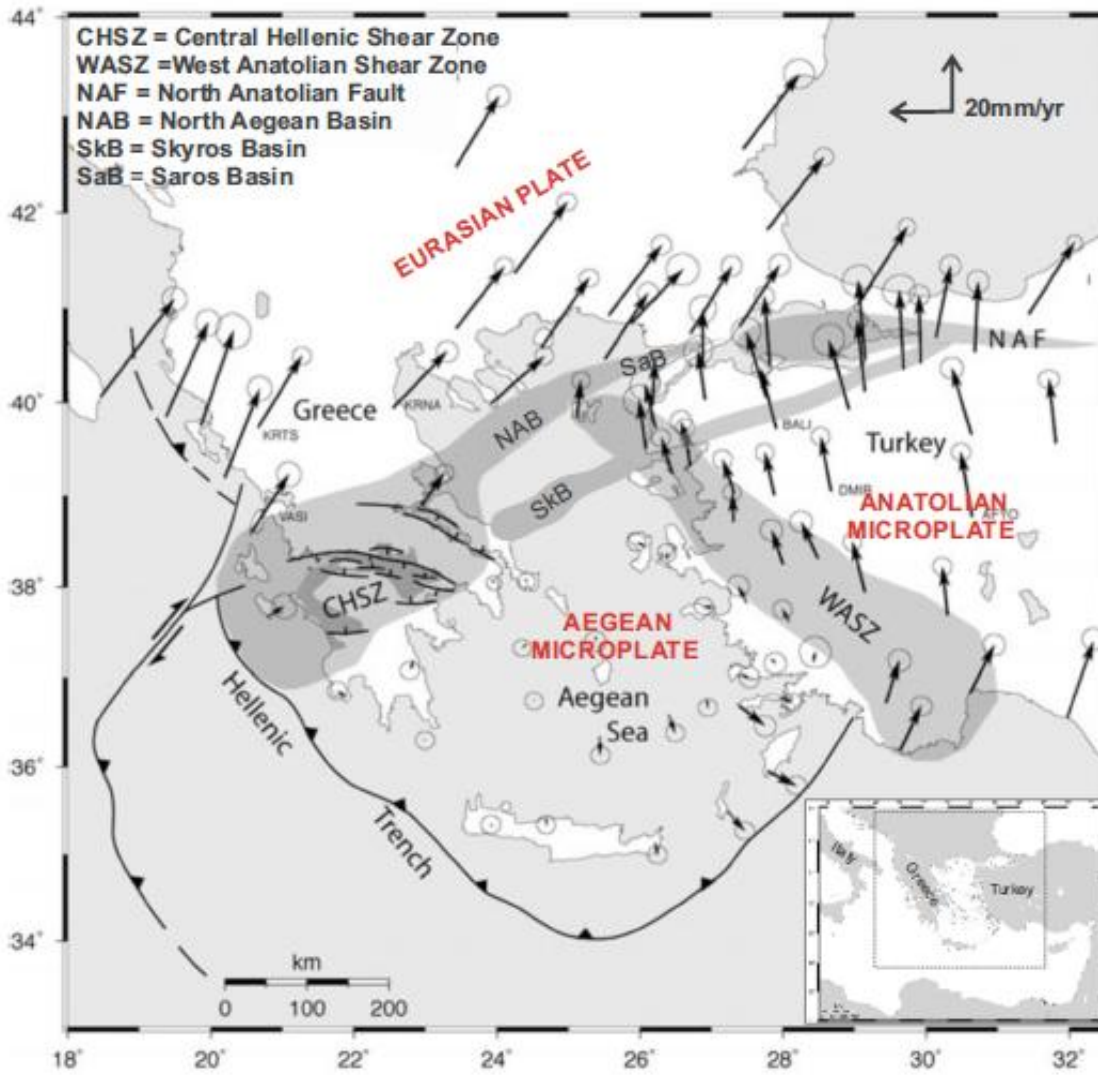 44°
CHSZ = Central Hellenic Shear Zone
WASZ =West Anatolian Shear Zone
NAF = North Anatolian Fault
NAB = North Aegean Basin
SkB = Skyros Basin
SaB = Saros Basin
20mm/yr
EURASIAN PLATE
42°
NAF
SaB
40°
Greece
KRNA
KRTS
NAB
BALI
Turkey
SkB
DMIR
ANATOLIAN
MICROPLATE
AFYO
VASI
38°
CHSZ
WASZ
AEGEAN
MICROPLATE
Aegean
Sea
Hellenic
Trench
36°
34°
km
0 100 200
Italy
Greece
Turkey
18° 20° 22° 24° 26° 28° 30° 32°